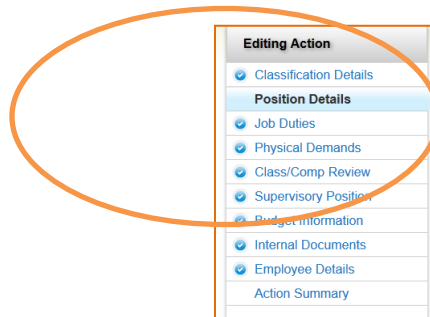 Editing Action
Classification Details
Position Details
Job Duties
Physical Demands
Class/Comp Review
Supervisory Position
Budget Information
Internal Documents
Employee Details
Action Summary